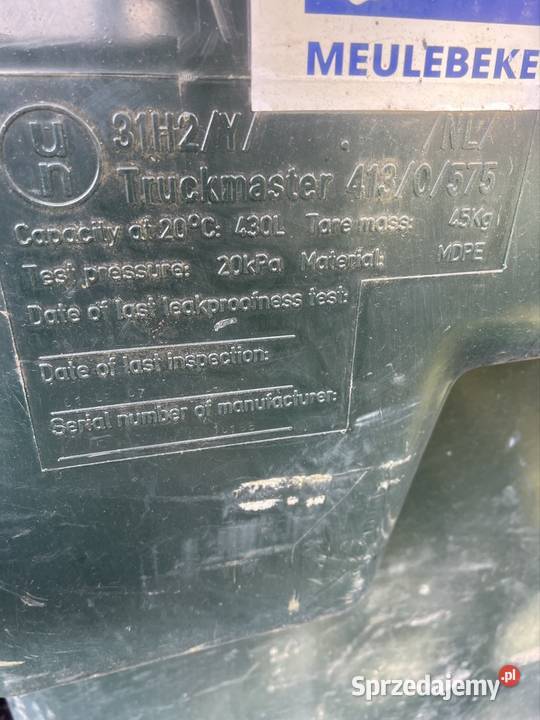 MEULEBEKE
un 31H2/Y/ . /NL/
Truckmaster 413/0/575
Capacity at 20°C: 430L Tare mass: 45Kg
Test pressure: 20kPa Material: MDPE
Date of last leakproofness test:
Date of last inspection:
Serial number of manufacturer:
Sprzedajemy.pl